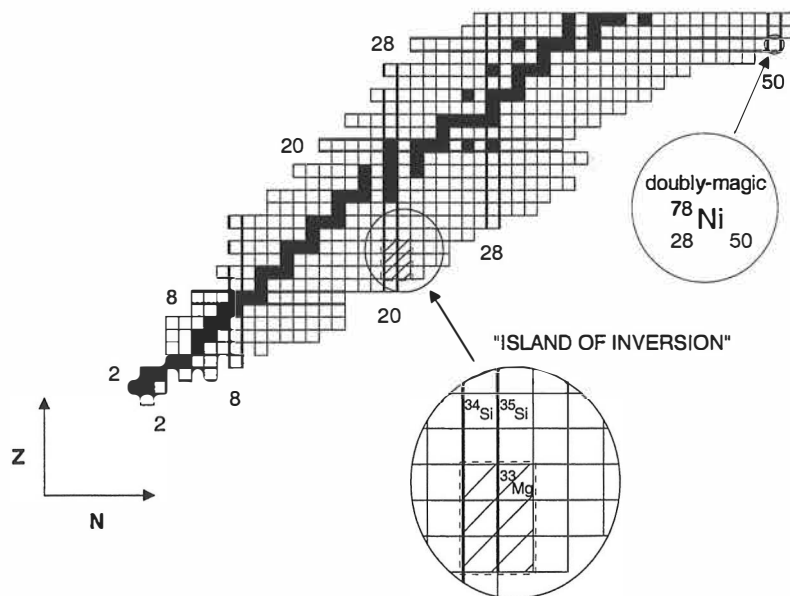 28
50
20
doubly-magic
78Ni
28 50
28
8
20
"ISLAND OF INVERSION"
2
8
2
34Si 35Si
Z
33Mg
N